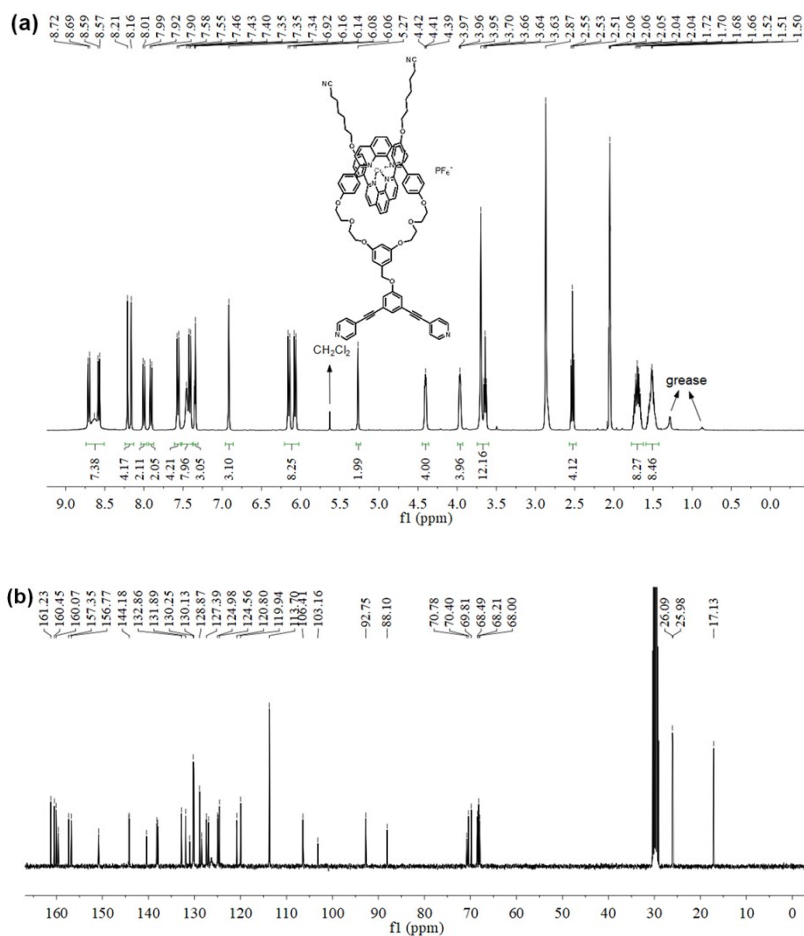 (a)
8.72 8.69 8.59 8.57 8.21 8.16 8.01 7.99 7.92 7.90 7.58 7.55 7.46 7.43 7.40 7.35 7.35 7.34 6.92 6.16 6.14 6.08 6.06 5.27 4.42 4.41 4.39 3.97 3.96 3.95 3.70 3.66 3.64 3.63 2.87 2.55 2.53 2.51 2.06 2.06 2.05 2.04 2.04 1.72 1.70 1.68 1.66 1.52 1.51 1.50
NC NC
O O
N N
N N
PF6-
O O
O O
O O
O
N N
CH2Cl2
grease
7.38 4.17 2.11 2.05 4.21 7.96 3.05 3.10 8.25 1.99 4.00 3.96 12.16 4.12 8.27 8.46
9.0 8.5 8.0 7.5 7.0 6.5 6.0 5.5 5.0 4.5 4.0 3.5 3.0 2.5 2.0 1.5 1.0 0.5 0.0
f1 (ppm)
(b)
161.23 160.45 160.07 157.35 156.77 144.18 132.86 131.89 130.25 130.13 128.87 127.39 124.98 124.56 120.80 119.94 113.70 106.41 103.16 92.75 88.10 70.78 70.40 69.81 68.49 68.21 68.00 26.09 25.98 17.13
160 150 140 130 120 110 100 90 80 70 60 50 40 30 20 10 0
f1 (ppm)